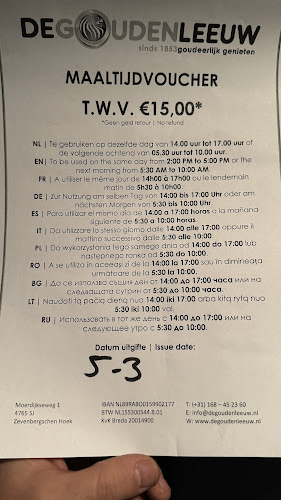 DEGOUDENLEEUW
sinds 1853 goudeerlijk genieten
MAALTIJDVOUCHER
T.W.V. €15,00*
*Geen geld retour | No refund
NL | Te gebruiken op dezelfde dag van 14.00 uur tot 17.00 uur of
de volgende ochtend van 05.30 uur tot 10.00 uur.
EN| To be used on the same day from 2:00 PM to 5:00 PM or the
next morning from 5:30 AM to 10:00 AM.
FR | A utiliser le même jour de 14h00 à 17h00 ou le lendemain
matin de 5h30 à 10h00.
DE | Zur Nutzung am selben Tag von 14:00 bis 17:00 Uhr oder am
nächsten Morgen von 5:30 bis 10:00 Uhr.
ES | Para utilizar el mismo día de 14:00 a 17:00 horas o la mañana
siguiente de 5:30 a 10:00 horas.
IT | Da utilizzare lo stesso giorno dalle 14:00 alle 17:00 oppure il
mattino successivo dalle 5:30 alle 10:00.
PL | Do wykorzystania tego samego dnia od 14:00 do 17:00 lub
następnego ranka od 5:30 do 10:00.
RO | A se utiliza în aceeași zi de la 14:00 la 17:00 sau în dimineața
următoare de la 5:30 la 10:00.
BG | До се използва същия ден от 14:00 до 17:00 часа или на
следващата сутрин от 5:30 до 10:00 часа.
LT | Naudoti tą pačią dieną nuo 14:00 iki 17:00 arba kitą rytą nuo
5:30 iki 10:00 val.
RU | Использовать в тот же день с 14:00 до 17:00 или на
следующее утро с 5:30 до 10:00.
Datum uitgifte | Issue date:
5-3
Moerdijkseweg 1
4765 SJ
Zevenbergschen Hoek
IBAN NL89RABO0159902177
BTW NL155300544.B.01
KvK Breda 20014900
T: (+31) 168 – 45 23 60
E: info@degoudenleeuw.nl
W: www.degoudenleeuw.nl